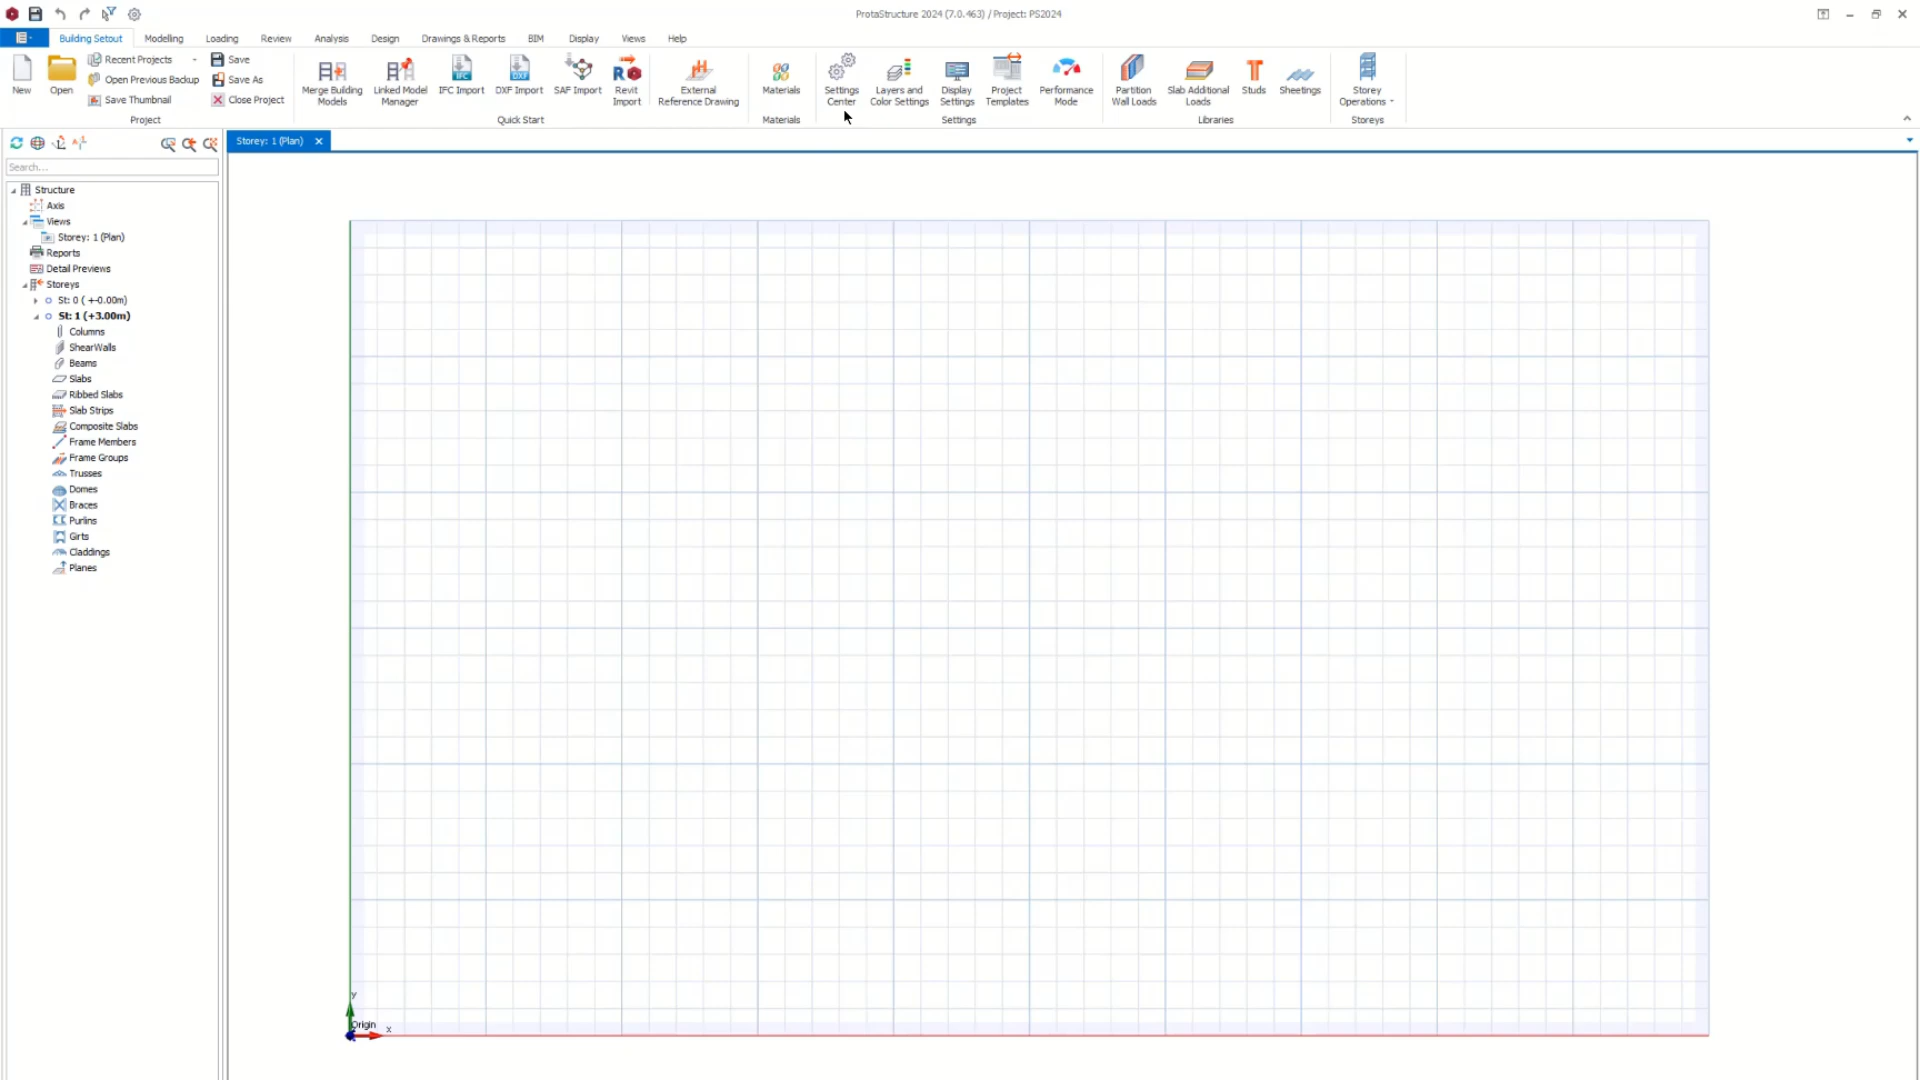 ProtaStructure 2024 (7.0.463) / Project: PS2024
Building Setout Modelling Loading Review Analysis Design Drawings & Reports BIM Display Views Help
New
Open
Recent Projects
Open Previous Backup
Save Thumbnail
Save
Save As
Close Project
Project
Merge Building
Models
Linked Model
Manager
IFC
IFC Import
DXF
DXF Import
SAF Import
Revit
Import
External
Reference Drawing
Quick Start
Materials
Materials
Settings
Center
Layers and
Color Settings
Display
Settings
Project
Templates
Performance
Mode
Settings
Partition
Wall Loads
Slab Additional
Loads
Studs
Sheetings
Libraries
Storey
Operations
Storeys
Storey: 1 (Plan)
Search...
Structure
Axis
Views
Storey: 1 (Plan)
Reports
Detail Previews
Storeys
St: 0 ( +-0.00m)
St: 1 (+3.00m)
Columns
ShearWalls
Beams
Slabs
Ribbed Slabs
Slab Strips
Composite Slabs
Frame Members
Frame Groups
Trusses
Domes
Braces
Purlins
Girts
Claddings
Planes
y
Origin
x